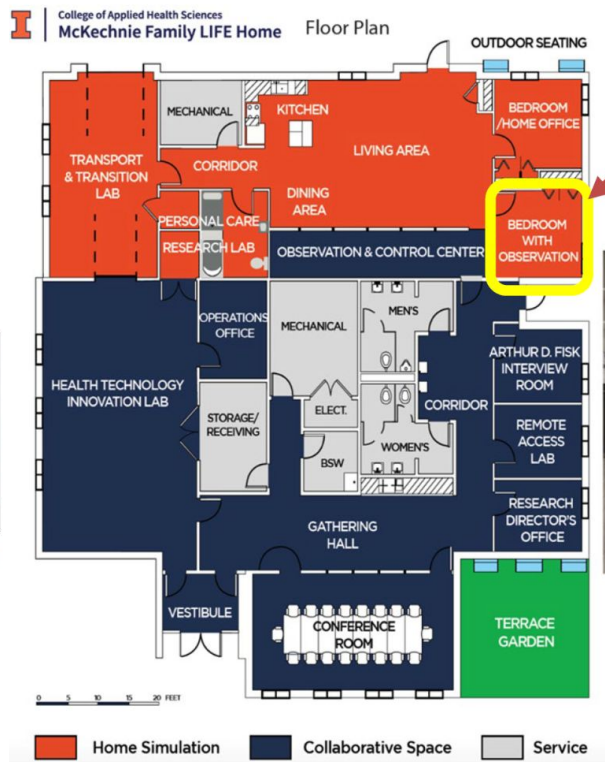 College of Applied Health Sciences
McKechnie Family LIFE Home
Floor Plan
OUTDOOR SEATING
MECHANICAL
KITCHEN
BEDROOM
/HOME OFFICE
TRANSPORT
& TRANSITION
LAB
LIVING AREA
CORRIDOR
DINING
AREA
PERSONAL CARE
RESEARCH LAB
BEDROOM
WITH
OBSERVATION
OBSERVATION & CONTROL CENTER
OPERATIONS
OFFICE
MECHANICAL
MEN'S
HEALTH TECHNOLOGY
INNOVATION LAB
ARTHUR D. FISK
INTERVIEW
ROOM
CORRIDOR
STORAGE/
RECEIVING
ELECT.
WOMEN'S
REMOTE
ACCESS
LAB
BSW
RESEARCH
DIRECTOR'S
OFFICE
GATHERING
HALL
VESTIBULE
CONFERENCE
ROOM
TERRACE
GARDEN
0 5 10 15 20 FEET
Home Simulation
Collaborative Space
Service